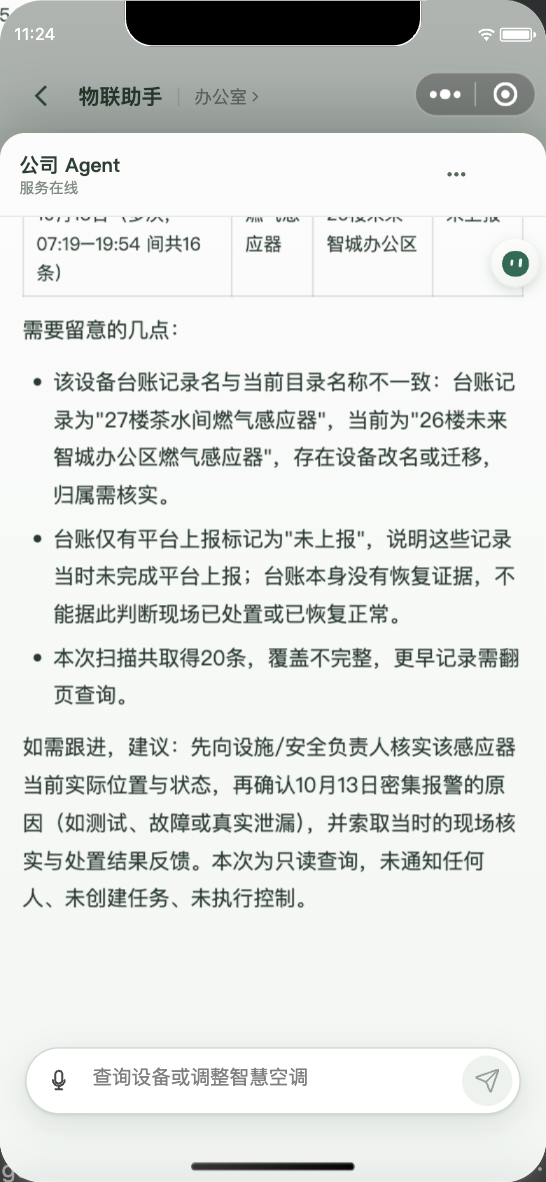 11:24
物联助手
办公室 >
公司 Agent
服务在线
07:19—19:54 间共16
条）
应器
智城办公区
需要留意的几点：
• 该设备台账记录名与当前目录名称不一致：台账记
录为"27楼茶水间燃气感应器"，当前为"26楼未来
智城办公区燃气感应器"，存在设备改名或迁移，
归属需核实。
• 台账仅有平台上报标记为"未上报"，说明这些记录
当时未完成平台上报；台账本身没有恢复证据，不
能据此判断现场已处置或已恢复正常。
• 本次扫描共取得20条，覆盖不完整，更早记录需翻
页查询。
如需跟进，建议：先向设施/安全负责人核实该感应器
当前实际位置与状态，再确认10月13日密集报警的原
因（如测试、故障或真实泄漏），并索取当时的现场核
实与处置结果反馈。本次为只读查询，未通知任何
人、未创建任务、未执行控制。
查询设备或调整智慧空调